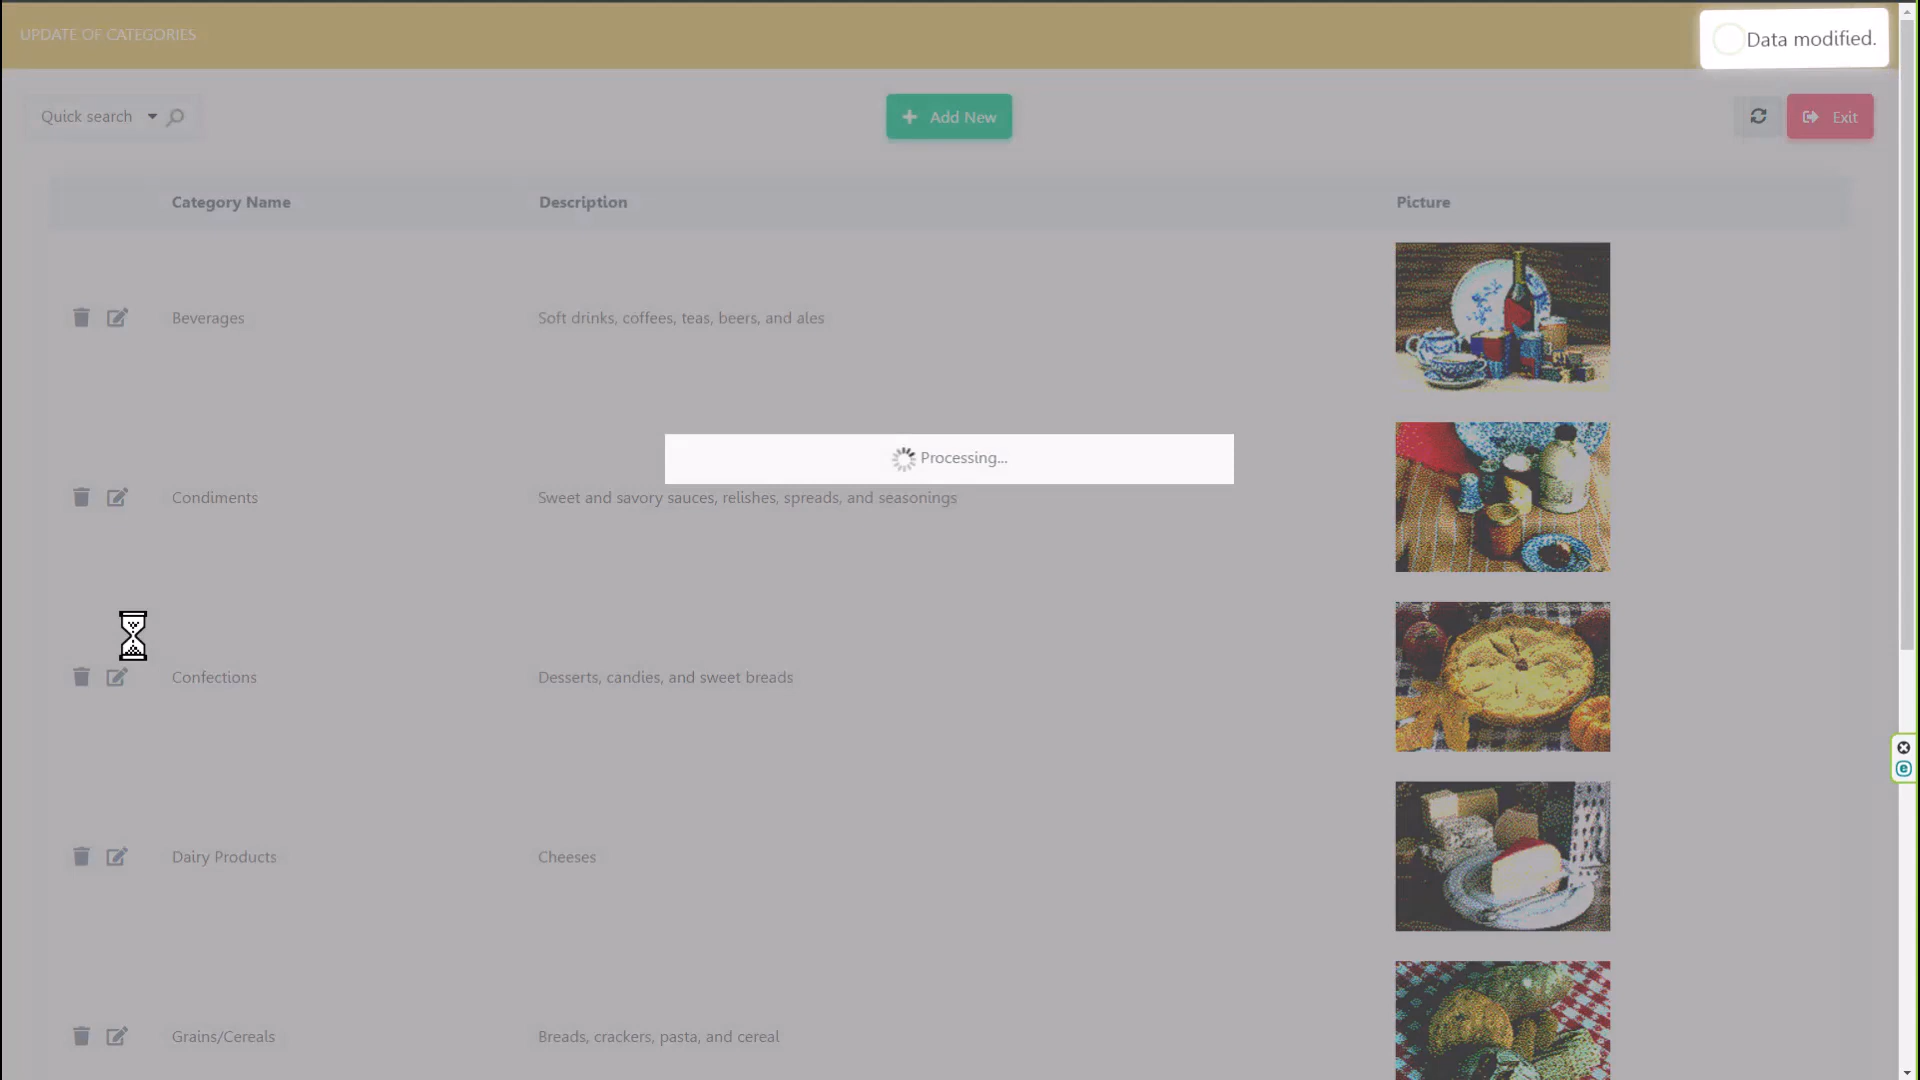 UPDATE OF CATEGORIES
Data modified.
Quick search
Add New
Exit
Category Name Description Picture
Beverages Soft drinks, coffees, teas, beers, and ales
Processing...
Condiments Sweet and savory sauces, relishes, spreads, and seasonings
Confections Desserts, candies, and sweet breads
Dairy Products Cheeses
Grains/Cereals Breads, crackers, pasta, and cereal